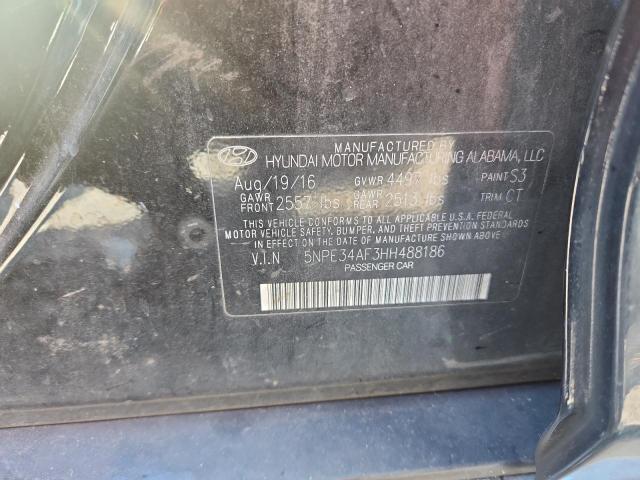 MANUFACTURED BY
HYUNDAI MOTOR MANUFACTURING ALABAMA, LLC
Aug/19/16 GVWR 4497 lbs PAINT S3
GAWR FRONT 2557 lbs GAWR REAR 2513 lbs TRIM CT
THIS VEHICLE CONFORMS TO ALL APPLICABLE U.S.A. FEDERAL
MOTOR VEHICLE SAFETY, BUMPER, AND THEFT PREVENTION
STANDARDS IN EFFECT ON THE DATE OF MANUFACTURE SHOWN ABOVE.
V.I.N 5NPE34AF3HH488186
PASSENGER CAR